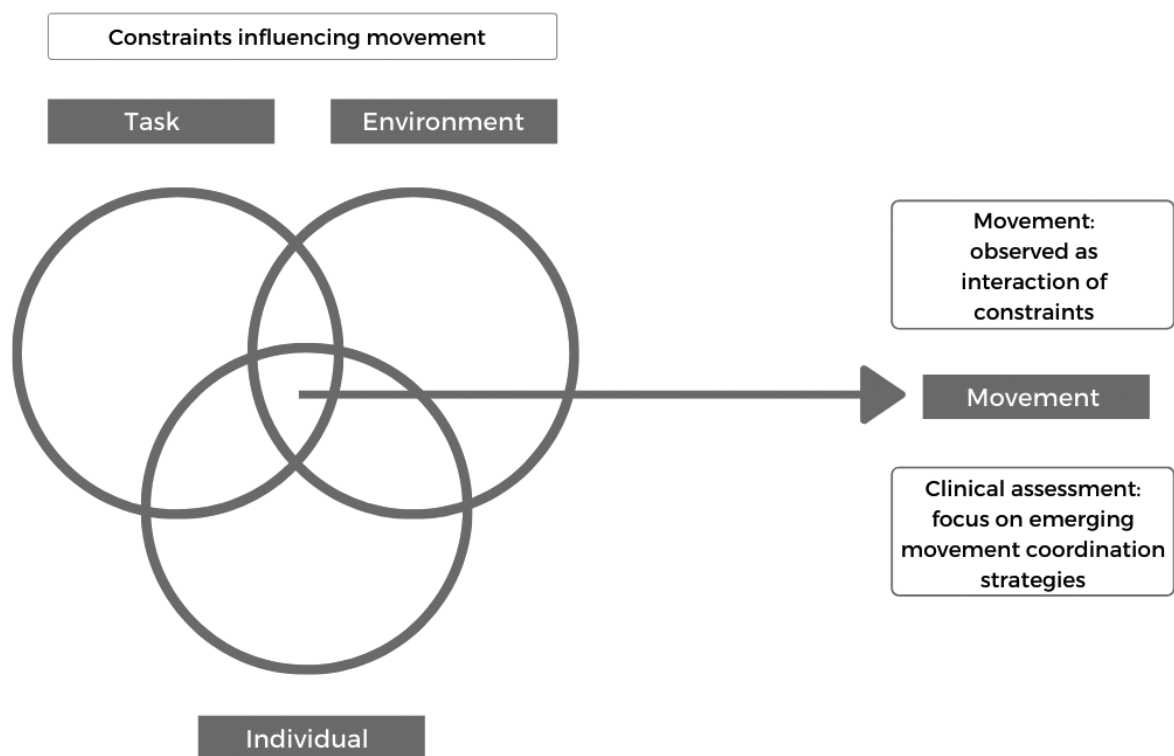 Constraints influencing movement
Task
Environment
Movement:
observed as
interaction of
constraints
Movement
Clinical assessment:
focus on emerging
movement coordination
strategies
Individual